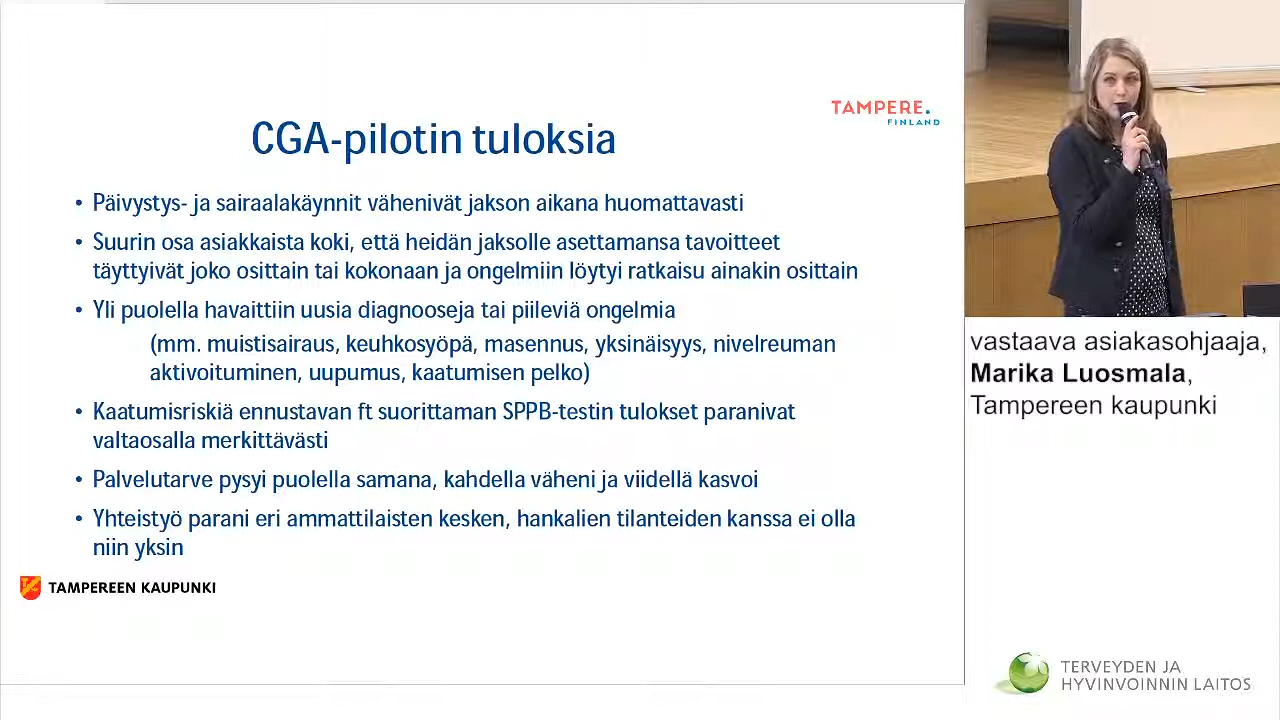 TAMPERE.
FINLAND
CGA-pilotin tuloksia
• Päivystys- ja sairaalakäynnit vähenivät jakson aikana huomattavasti
• Suurin osa asiakkaista koki, että heidän jaksolle asettamansa tavoitteet
täyttyivät joko osittain tai kokonaan ja ongelmiin löytyi ratkaisu ainakin osittain
• Yli puolella havaittiin uusia diagnooseja tai piileviä ongelmia
(mm. muistisairaus, keuhkosyöpä, masennus, yksinäisyys, nivelreuman
aktivoituminen, uupumus, kaatumisen pelko)
• Kaatumisriskiä ennustavan ft suorittaman SPPB-testin tulokset paranivat
valtaosalla merkittävästi
• Palvelutarve pysyi puolella samana, kahdella väheni ja viidellä kasvoi
• Yhteistyö parani eri ammattilaisten kesken, hankalien tilanteiden kanssa ei olla
niin yksin
TAMPEREEN KAUPUNKI
vastaava asiakasohjaaja,
Marika Luosmala,
Tampereen kaupunki
TERVEYDEN JA
HYVINVOINNIN LAITOS